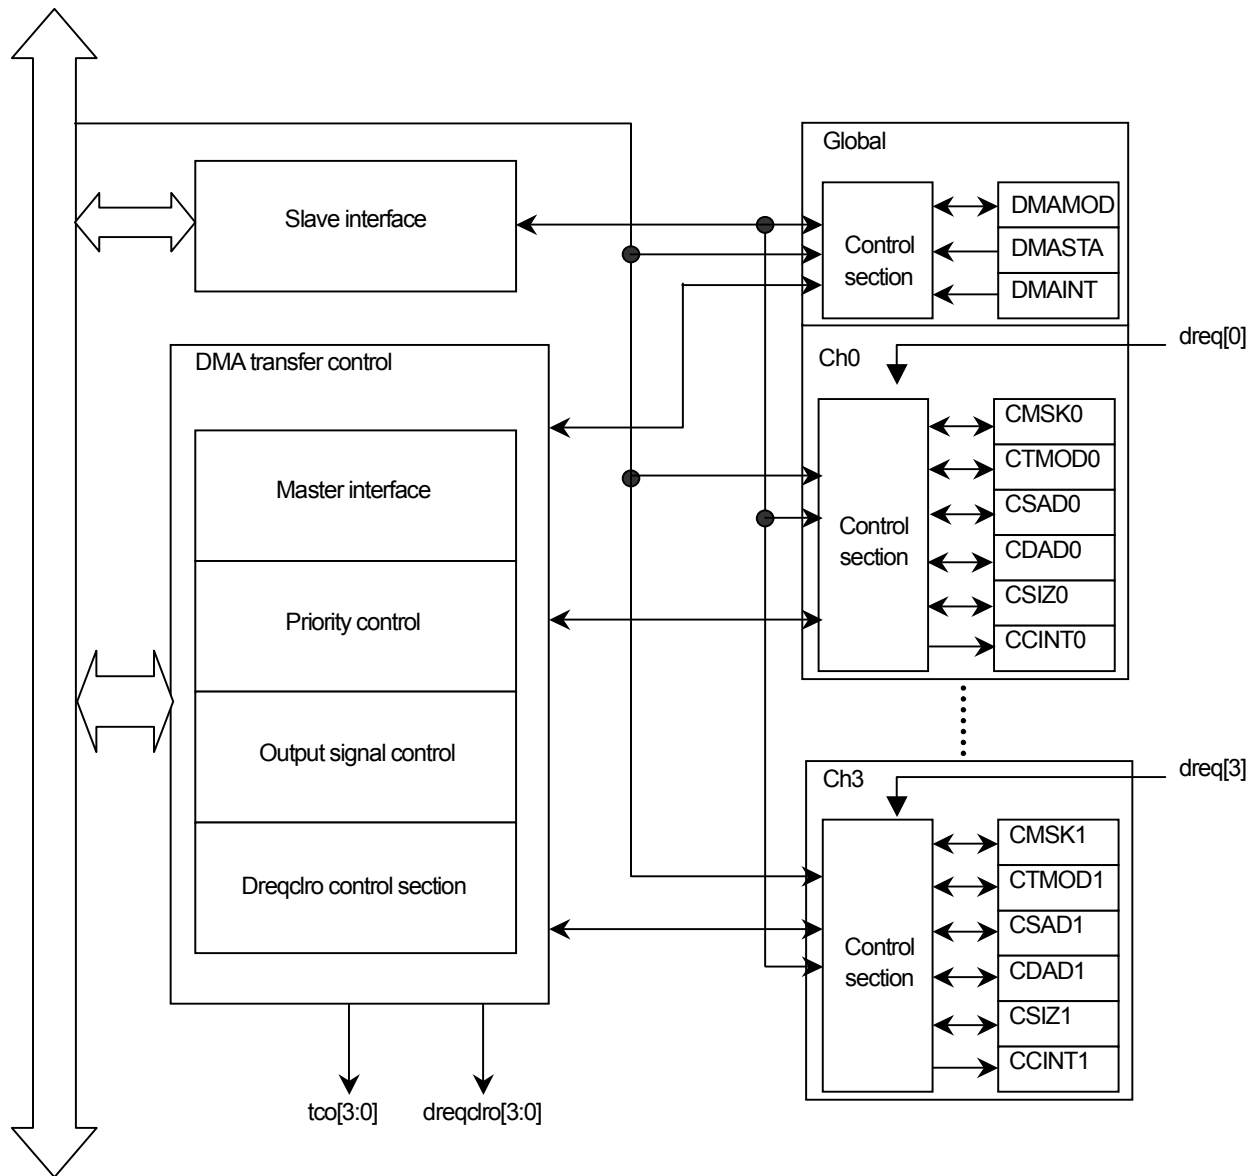 Global
Slave interface
DMAMOD
DMASTA
DMAINT
Control
section
dreq[0]
DMA transfer control
Ch0
Master interface
Priority control
Output signal control
Dreqclro control section
Control
section
CMSK0
CTMOD0
CSAD0
CDAD0
CSIZ0
CCINT0
dreq[3]
Ch3
Control
section
CMSK1
CTMOD1
CSAD1
CDAD1
CSIZ1
CCINT1
tco[3:0]
dreqclro[3:0]